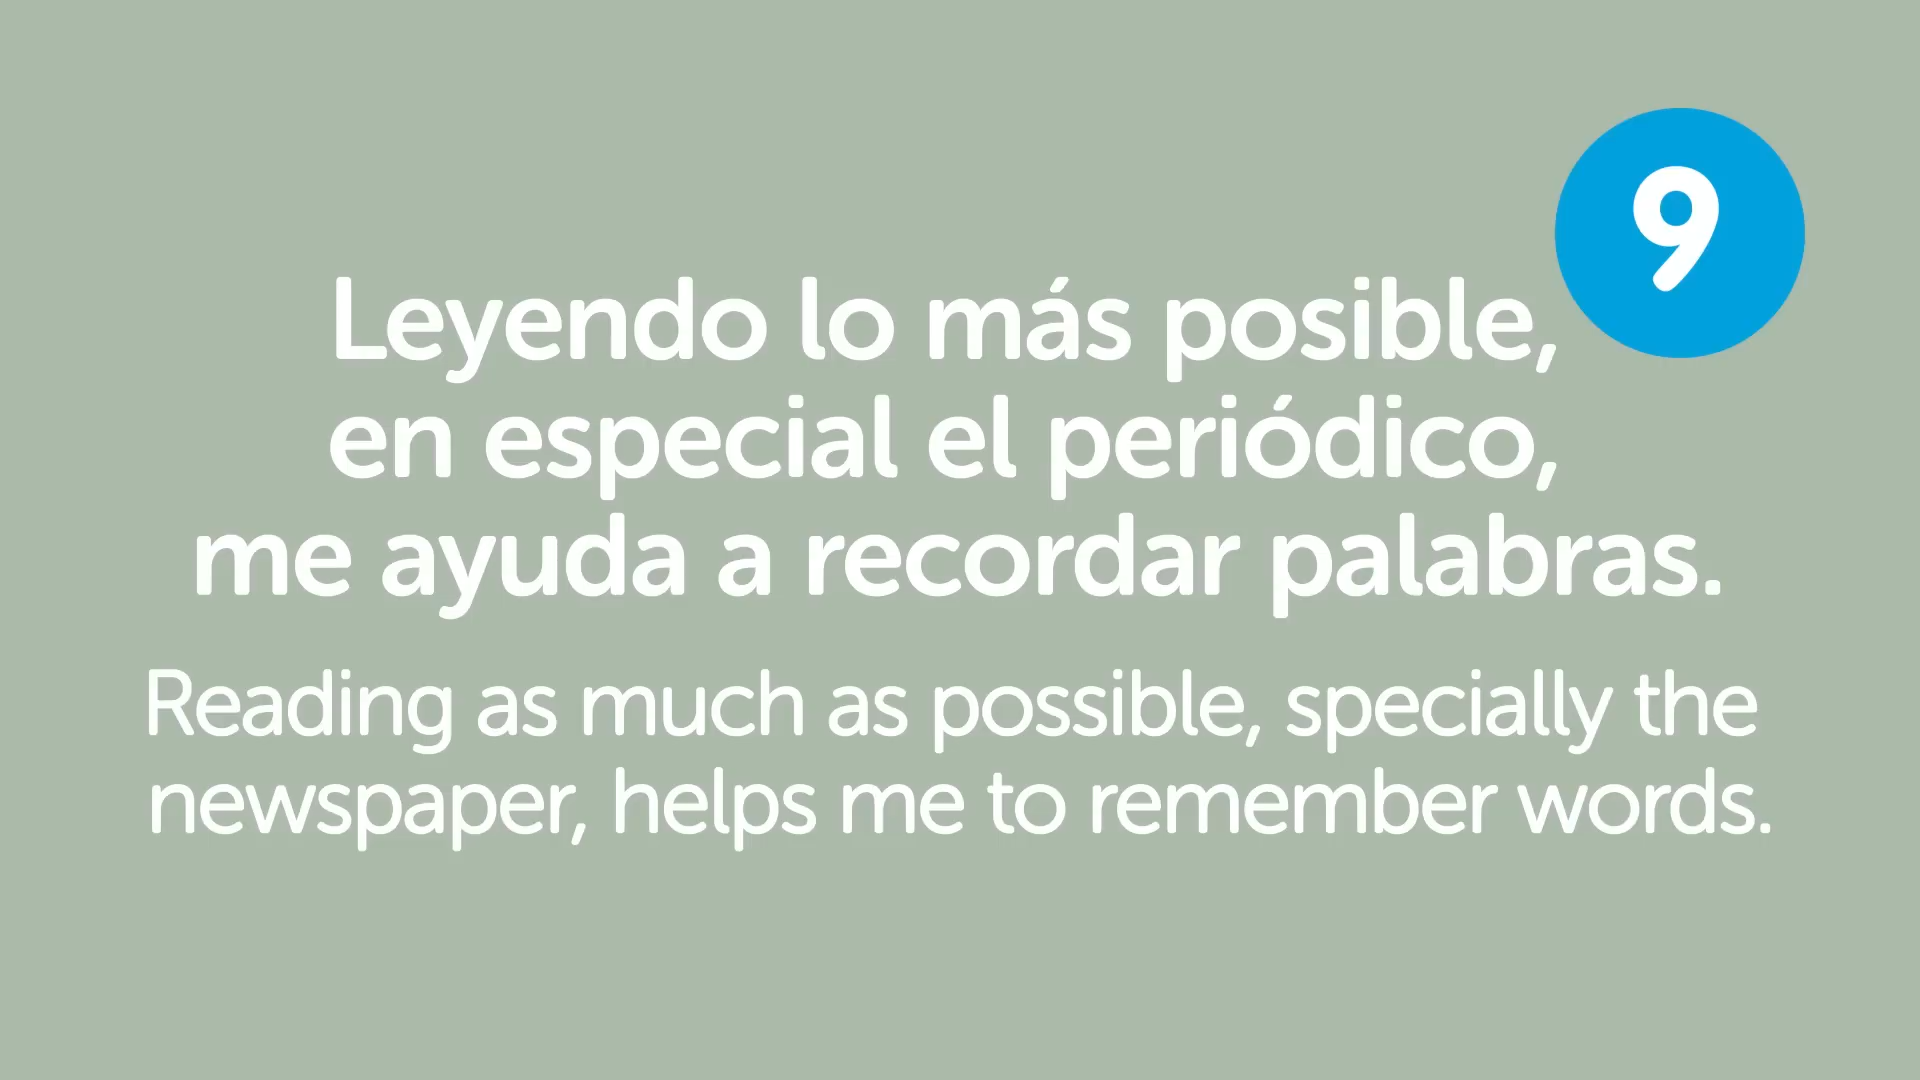 9
Leyendo lo más posible,
en especial el periódico,
me ayuda a recordar palabras.
Reading as much as possible, specially the
newspaper, helps me to remember words.